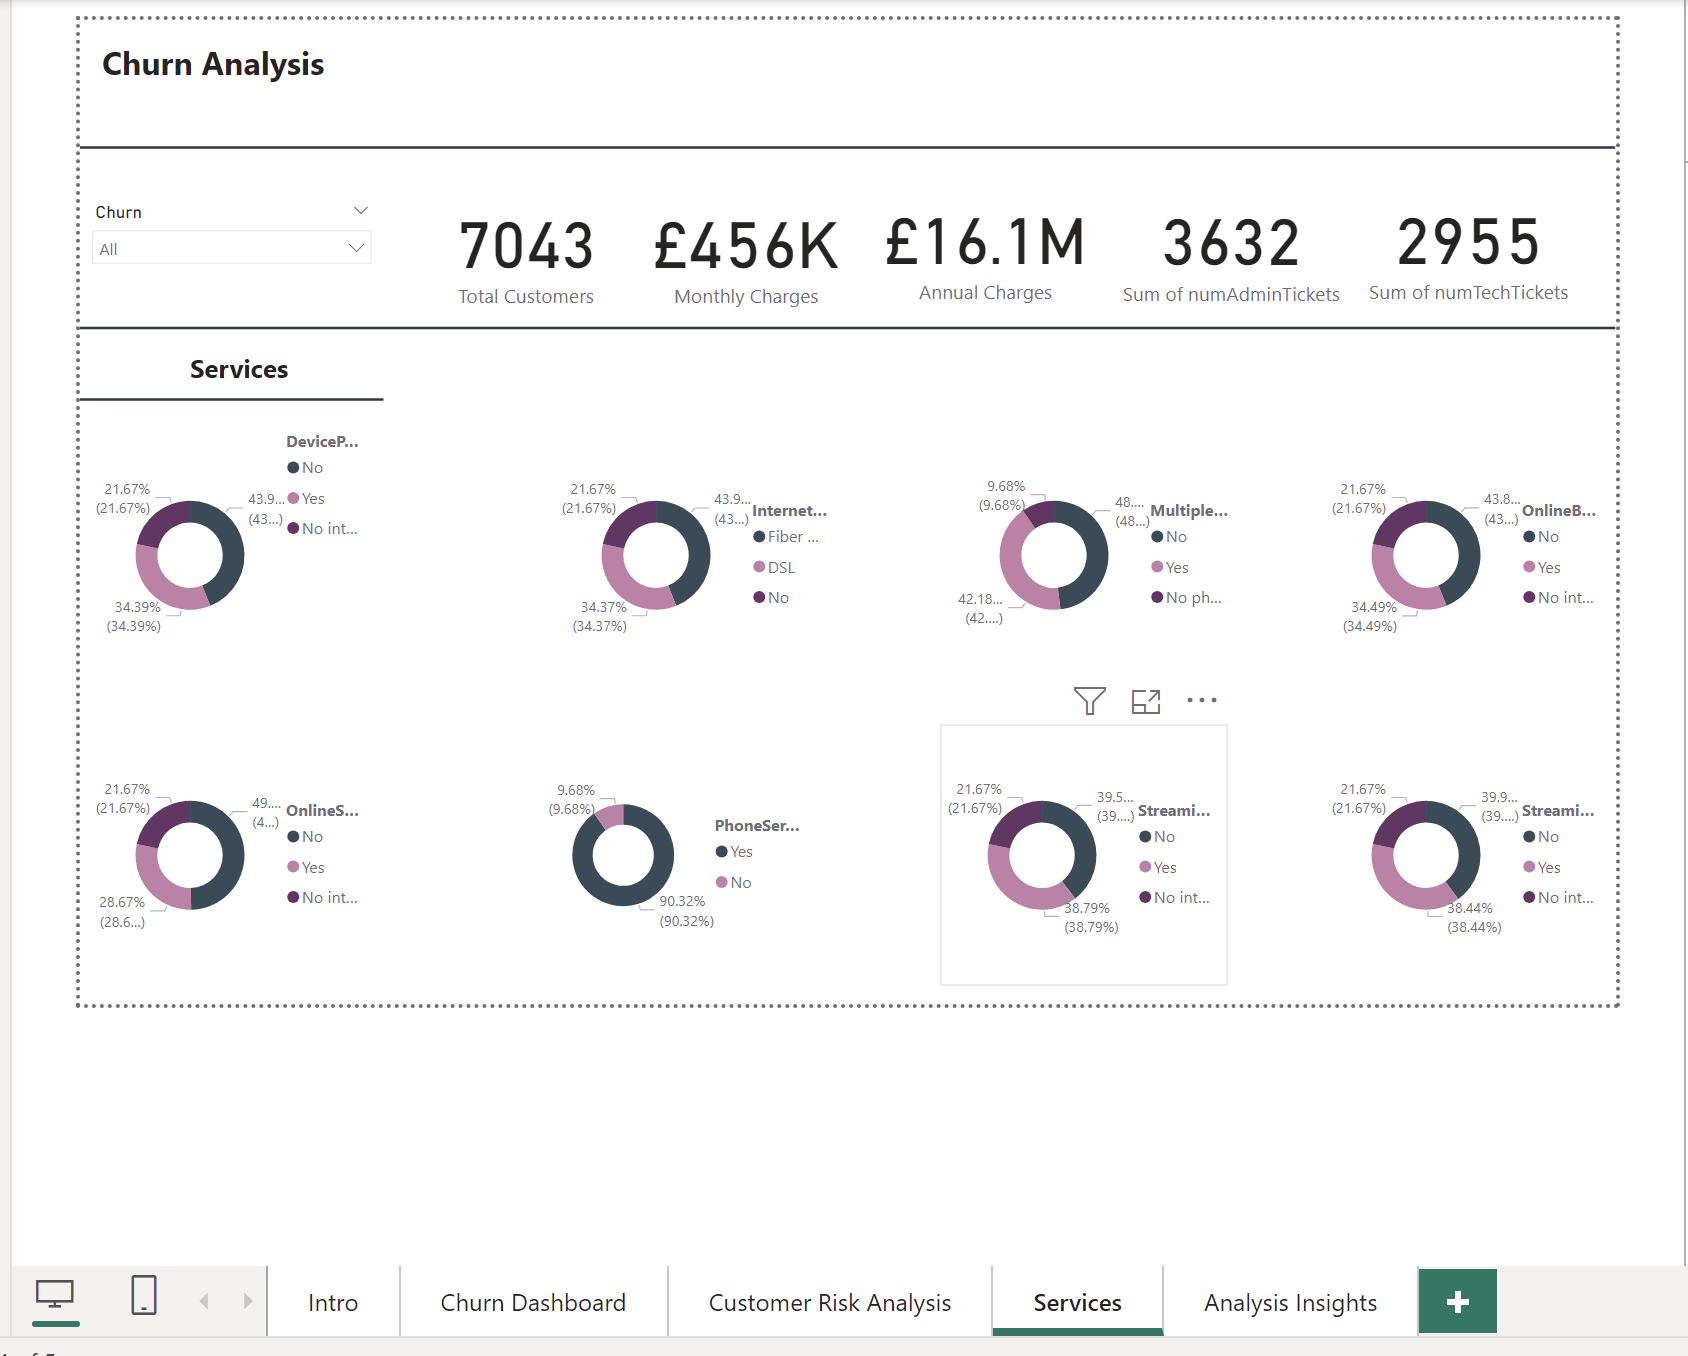 Churn Analysis
Churn
All
7043
Total Customers
£456K
Monthly Charges
£16.1M
Annual Charges
3632
Sum of numAdminTickets
2955
Sum of numTechTickets
Services
DeviceP...
No
Yes
No int...
21.67%
(21.67%)
43.9...
(43...)
34.39%
(34.39%)
Internet...
Fiber ...
DSL
No
21.67%
(21.67%)
43.9...
(43...)
34.37%
(34.37%)
Multiple...
No
Yes
No ph...
9.68%
(9.68%)
48....
(48...)
42.18...
(42....)
OnlineB...
No
Yes
No int...
21.67%
(21.67%)
43.8...
(43...)
34.49%
(34.49%)
OnlineS...
No
Yes
No int...
21.67%
(21.67%)
49....
(4...)
28.67%
(28.6...)
PhoneSer...
Yes
No
9.68%
(9.68%)
90.32%
(90.32%)
Streami...
No
Yes
No int...
21.67%
(21.67%)
39.5...
(39....)
38.79%
(38.79%)
Streami...
No
Yes
No int...
21.67%
(21.67%)
39.9...
(39....)
38.44%
(38.44%)
Intro
Churn Dashboard
Customer Risk Analysis
Services
Analysis Insights